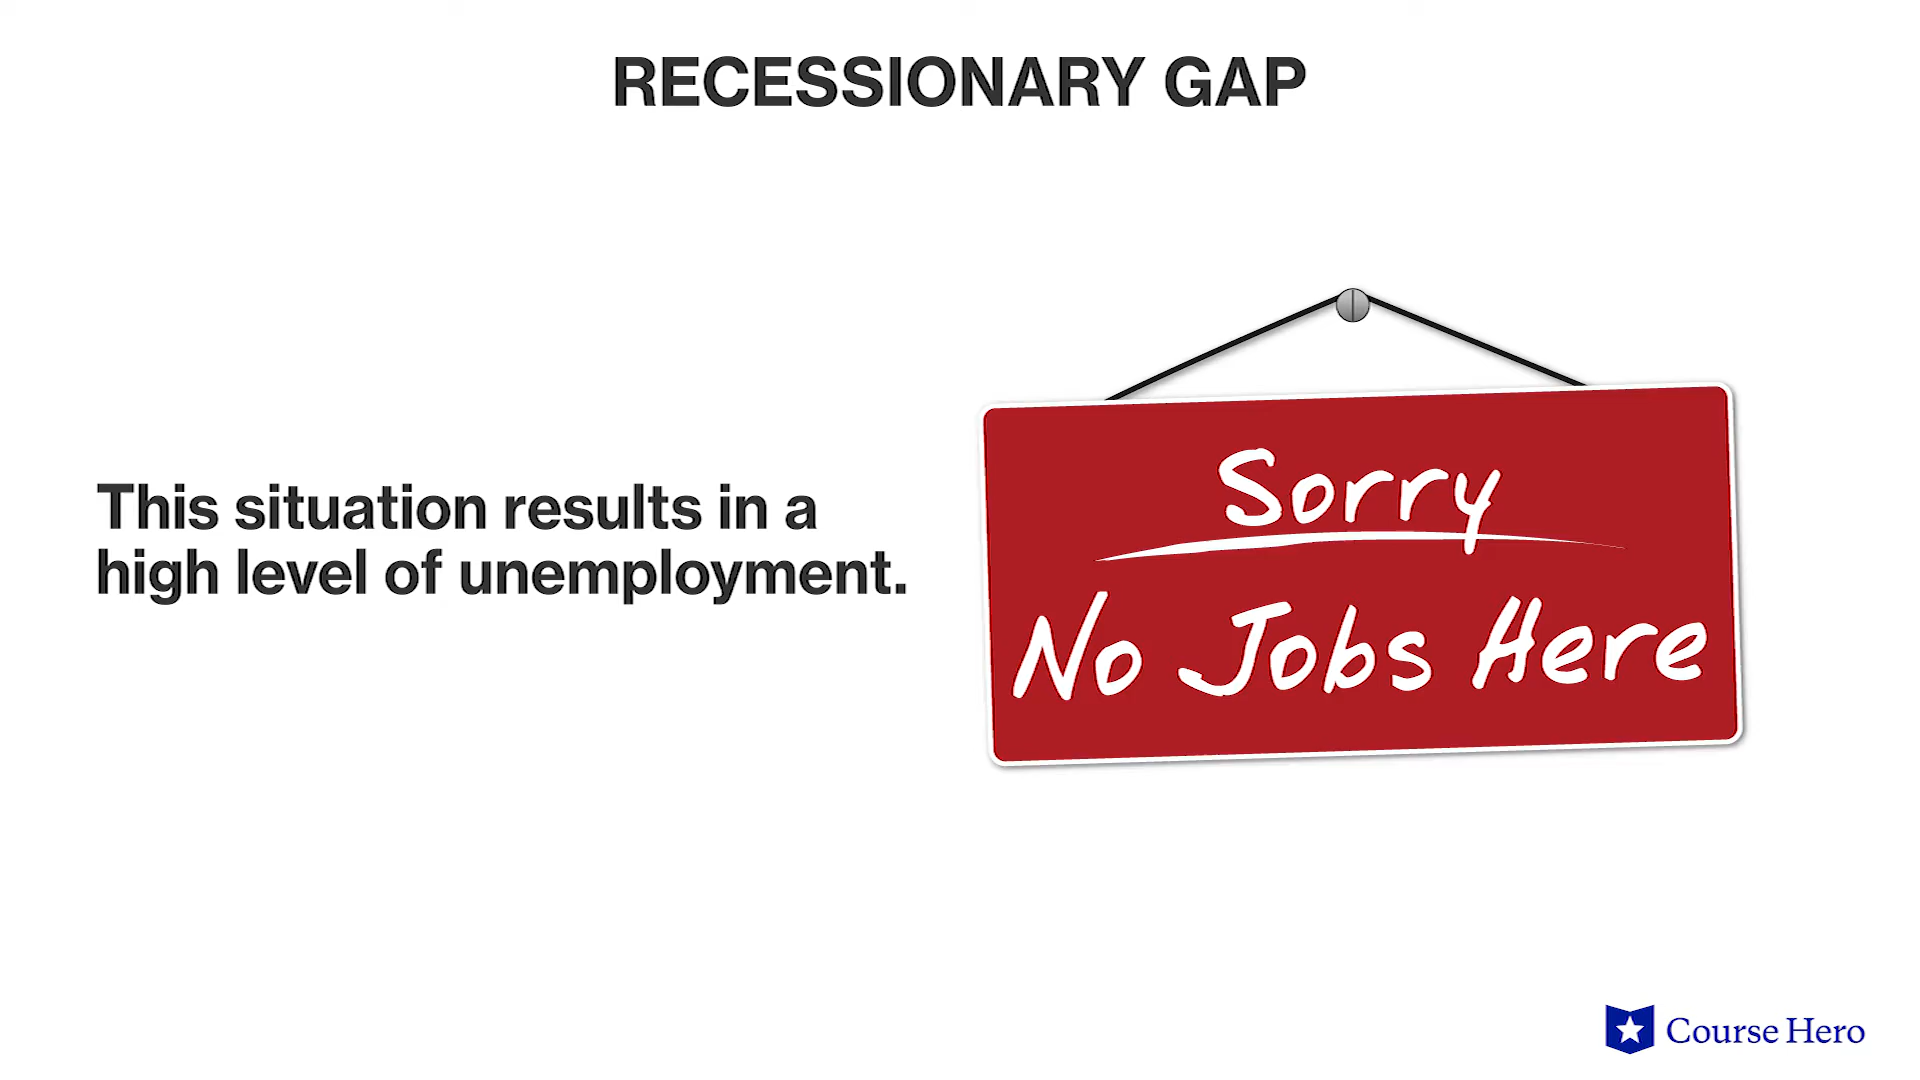 RECESSIONARY GAP
This situation results in a
high level of unemployment.
Sorry
No Jobs Here
Course Hero